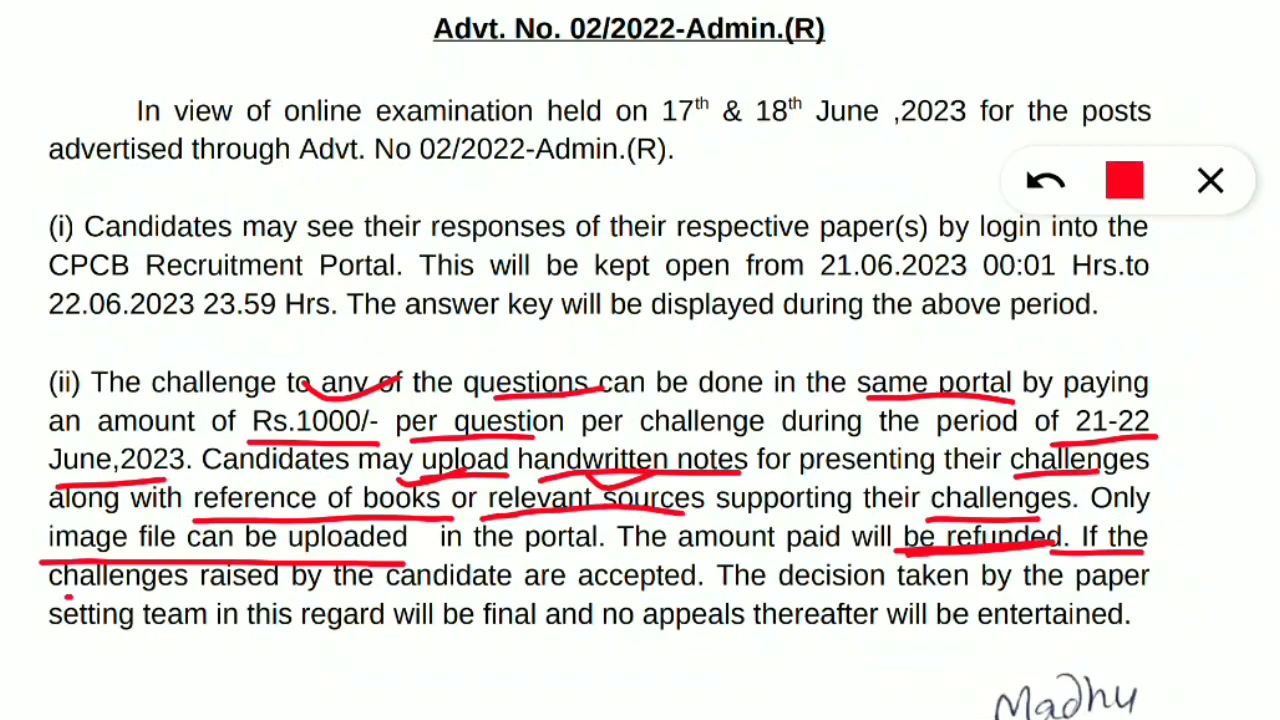 Advt. No. 02/2022-Admin.(R)
In view of online examination held on 17th & 18th June ,2023 for the posts
advertised through Advt. No 02/2022-Admin.(R).
(i) Candidates may see their responses of their respective paper(s) by login into the
CPCB Recruitment Portal. This will be kept open from 21.06.2023 00:01 Hrs.to
22.06.2023 23.59 Hrs. The answer key will be displayed during the above period.
(ii) The challenge to any of the questions can be done in the same portal by paying
an amount of Rs.1000/- per question per challenge during the period of 21-22
June,2023. Candidates may upload handwritten notes for presenting their challenges
along with reference of books or relevant sources supporting their challenges. Only
image file can be uploaded in the portal. The amount paid will be refunded. If the
challenges raised by the candidate are accepted. The decision taken by the paper
setting team in this regard will be final and no appeals thereafter will be entertained.
Madhu